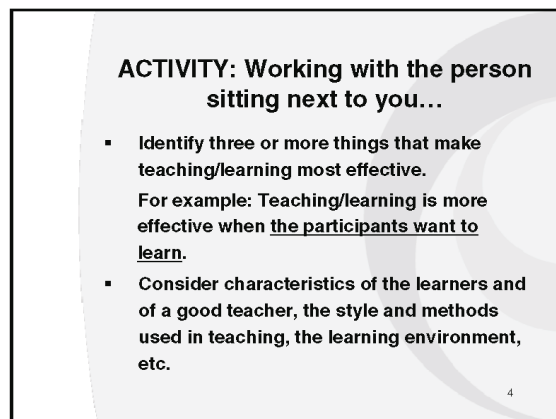 ACTIVITY: Working with the person
sitting next to you…
▪ Identify three or more things that make
teaching/learning most effective.
For example: Teaching/learning is more
effective when the participants want to
learn.
▪ Consider characteristics of the learners and
of a good teacher, the style and methods
used in teaching, the learning environment,
etc.
4